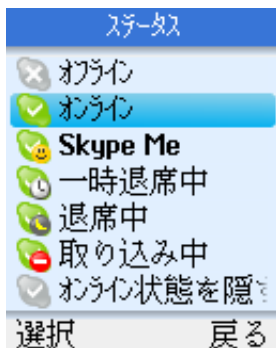 ステータス
オフライン
オンライン
Skype Me
一時退席中
退席中
取り込み中
オンライン状態を隠す
選択 戻る